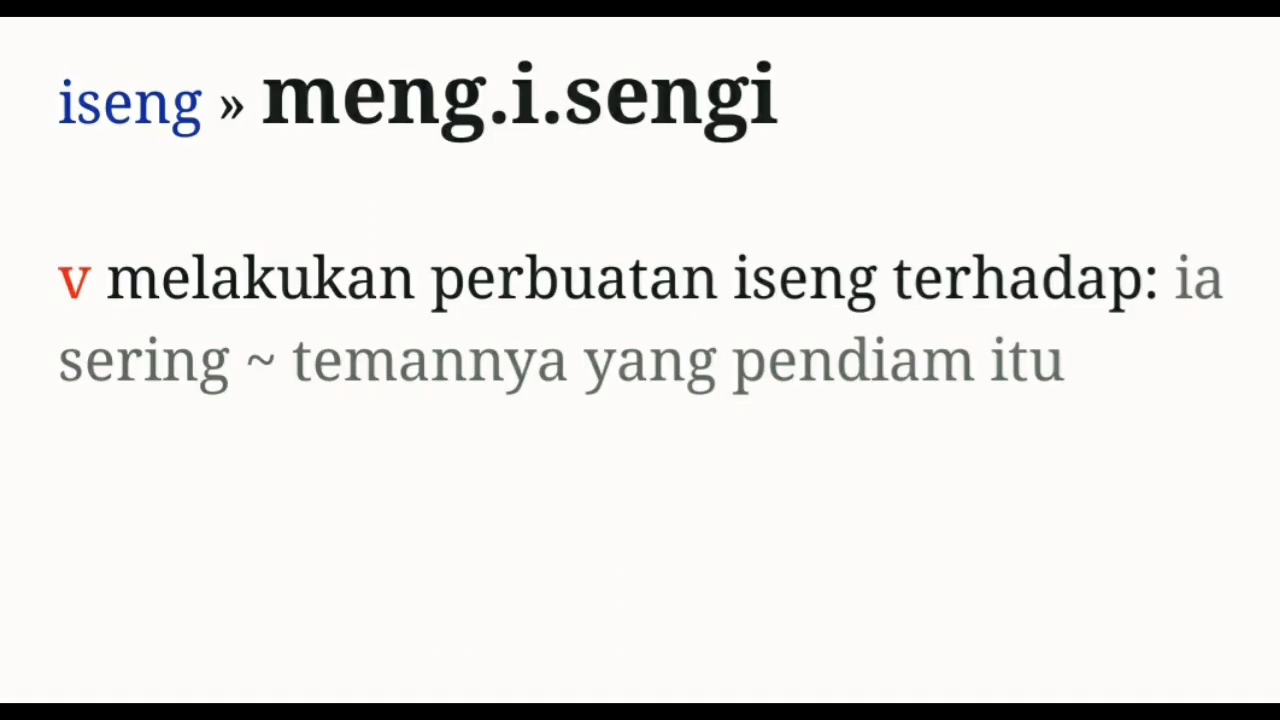 iseng » meng.i.sengi
v melakukan perbuatan iseng terhadap: ia
sering ~ temannya yang pendiam itu